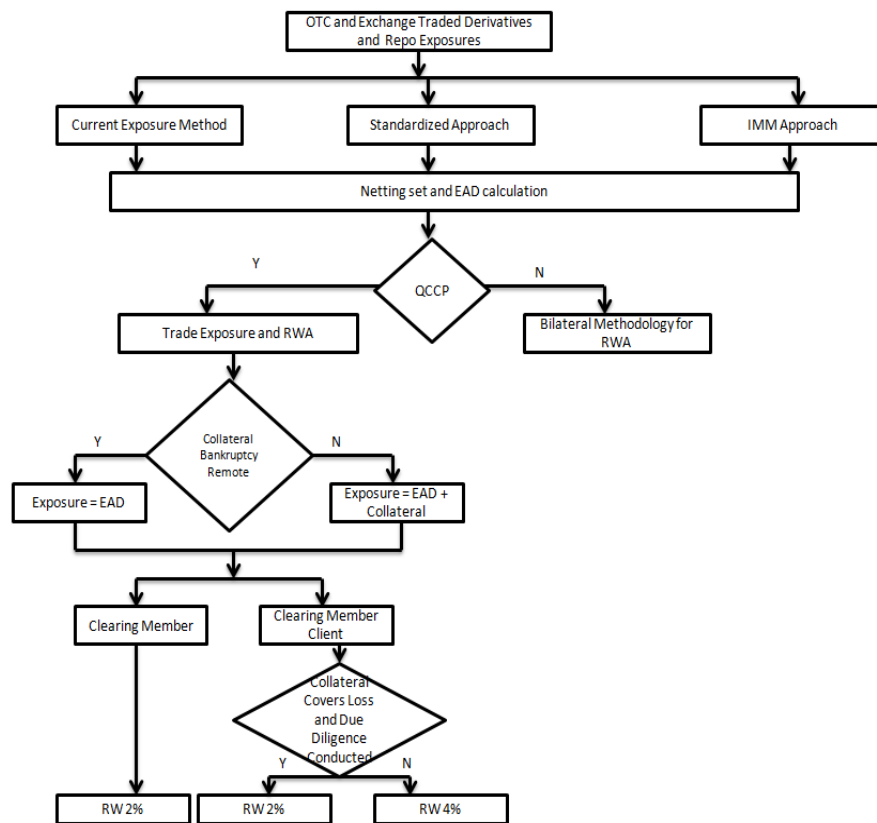 OTC and Exchange Traded Derivatives
and Repo Exposures
Current Exposure Method
Standardized Approach
IMM Approach
Netting set and EAD calculation
Y
N
QCCP
Trade Exposure and RWA
Bilateral Methodology for
RWA
Y
N
Collateral
Bankruptcy
Remote
Exposure = EAD
Exposure = EAD +
Collateral
Clearing Member
Clearing Member
Client
Collateral
Covers Loss
and Due
Diligence
Conducted
Y
N
RW 2%
RW 2%
RW 4%